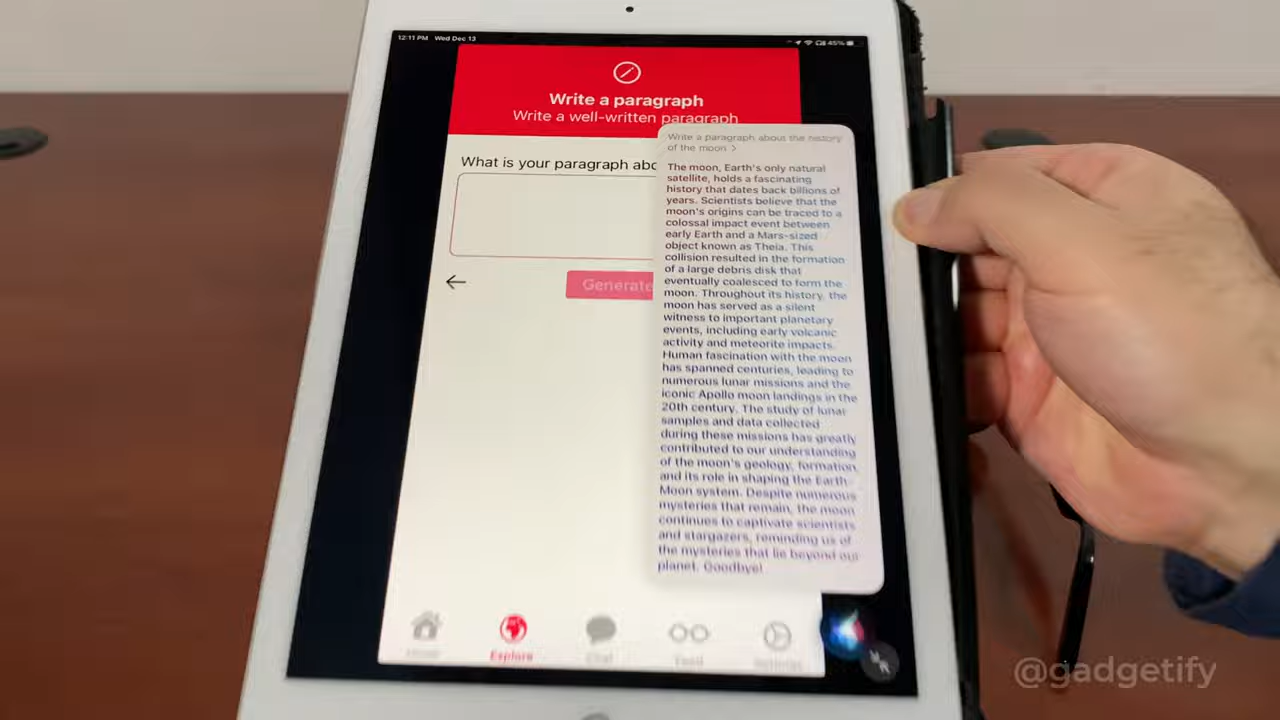 12:11 PM Wed Dec 13
45%
Write a paragraph
Write a well-written paragraph
What is your paragraph abo
Generate
Write a paragraph about the history
of the moon >
The moon, Earth's only natural
satellite, holds a fascinating
history that dates back billions of
years. Scientists believe that the
moon's origins can be traced to a
colossal impact event between
early Earth and a Mars-sized
object known as Theia. This
collision resulted in the formation
of a large debris disk that
eventually coalesced to form the
moon. Throughout its history, the
moon has served as a silent
witness to important planetary
events, including early volcanic
activity and meteorite impacts.
Human fascination with the moon
has spanned centuries, leading to
numerous lunar missions and the
iconic Apollo moon landings in the
20th century. The study of lunar
samples and data collected
during these missions has greatly
contributed to our understanding
of the moon's geology, formation,
and its role in shaping the Earth-
Moon system. Despite numerous
mysteries that remain, the moon
continues to captivate scientists
and stargazers, reminding us of
the mysteries that lie beyond our
planet. Goodbye!
Home
Explore
Chat
Feed
Settings
@gadgetify